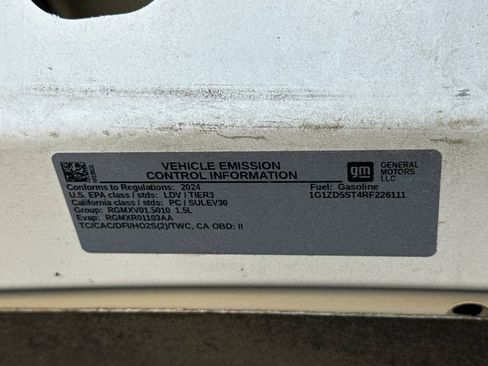 VEHICLE EMISSION
CONTROL INFORMATION
gm
GENERAL
MOTORS
LLC
Conforms to Regulations: 2024
Fuel: Gasoline
U.S. EPA class / stds: LDV / TIER3
1G1ZD5ST4RF226111
California class / stds: PC / SULEV30
Group: RGMXV01.5010 1.5L
Evap: RGMXR01103AA
TC/CAC/DFI/HO2S(2)/TWC, CA OBD: II